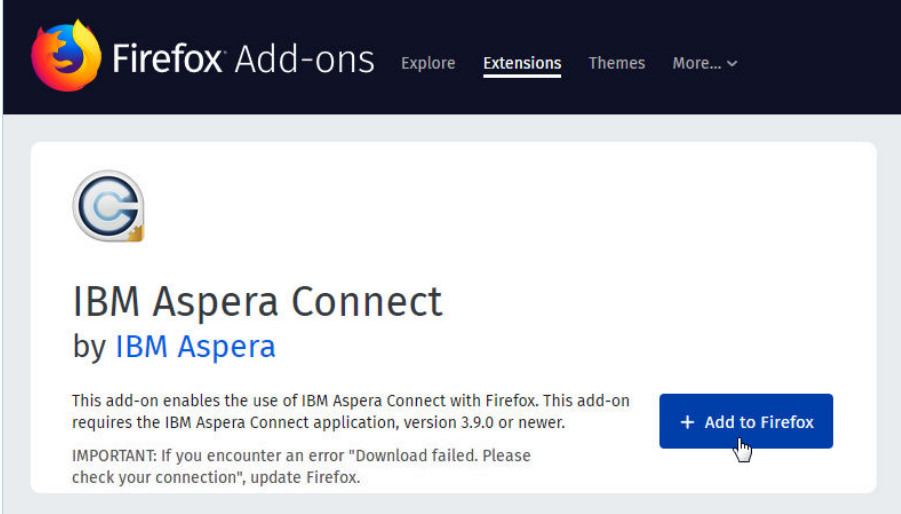 Firefox Add-ons Explore Extensions Themes More...
IBM Aspera Connect
by IBM Aspera
This add-on enables the use of IBM Aspera Connect with Firefox. This add-on
requires the IBM Aspera Connect application, version 3.9.0 or newer.
+ Add to Firefox
IMPORTANT: If you encounter an error "Download failed. Please
check your connection", update Firefox.